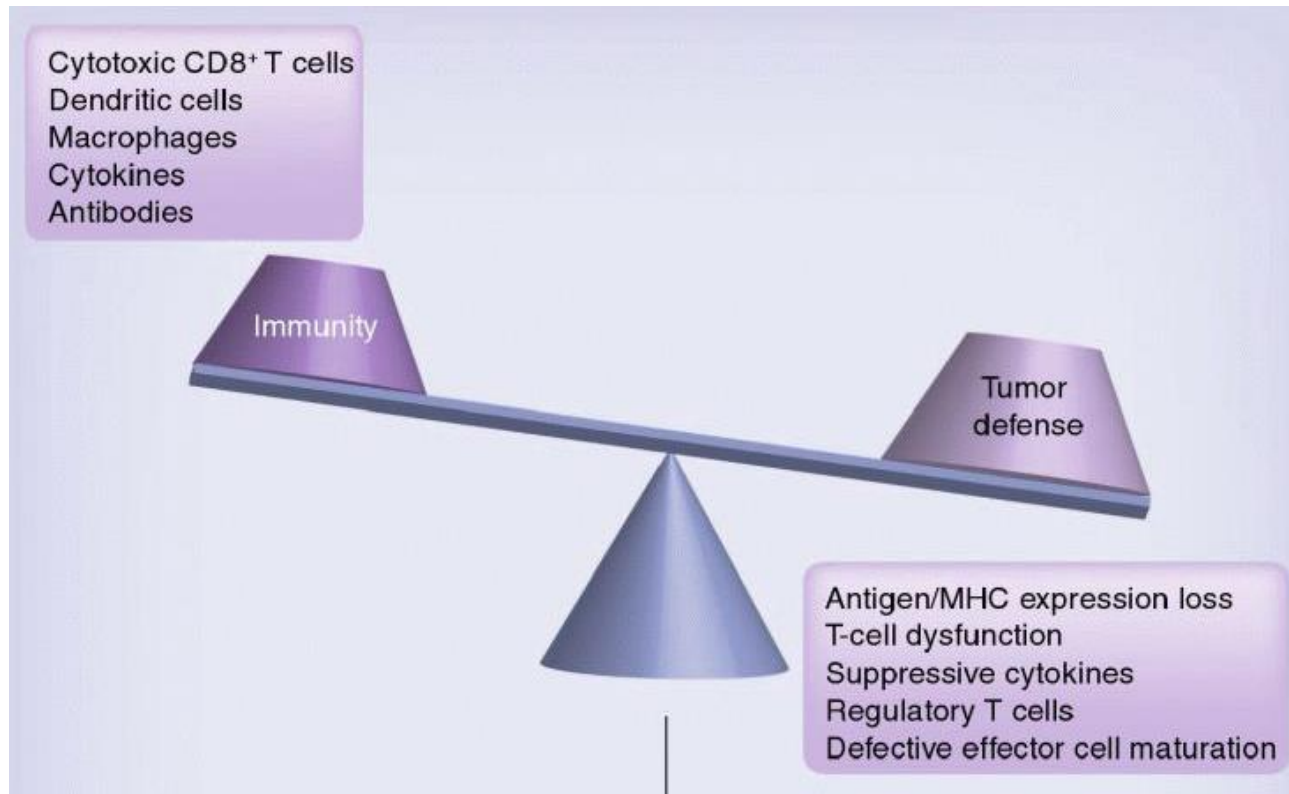 Cytotoxic CD8⁺ T cells
Dendritic cells
Macrophages
Cytokines
Antibodies
Immunity
Tumor
defense
Antigen/MHC expression loss
T-cell dysfunction
Suppressive cytokines
Regulatory T cells
Defective effector cell maturation